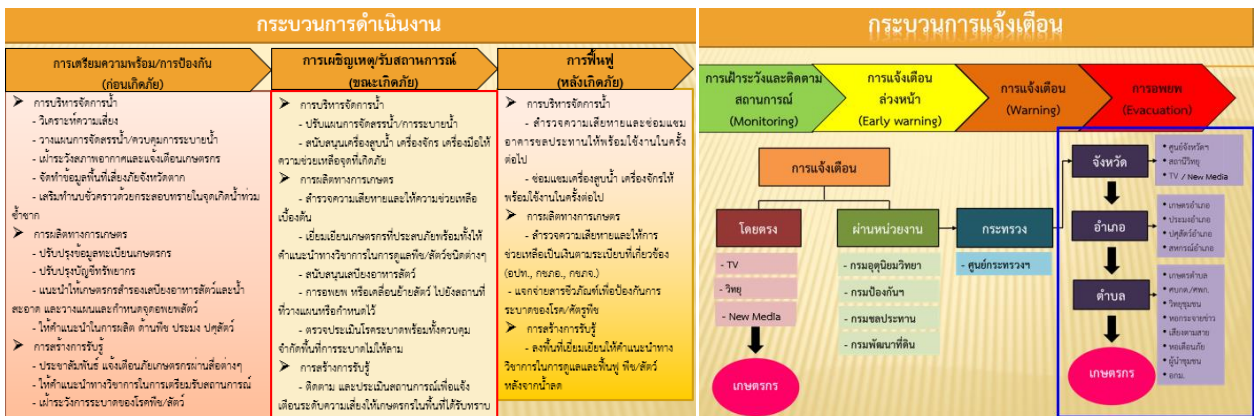 กระบวนการดำเนินงาน
การเตรียมความพร้อม/การป้องกัน
(ก่อนเกิดภัย)
➤ การบริหารจัดการน้ำ
- วิเคราะห์ความเสี่ยง
- วางแผนการจัดสรรน้ำ/ควบคุมการระบายน้ำ
- เฝ้าระวังสภาพอากาศและแจ้งเตือนเกษตรกร
- จัดทำข้อมูลพื้นที่เสี่ยงภัยจังหวัดตาก
- เสริมทำนบชั่วคราวด้วยกระสอบทรายในจุดเกิดน้ำท่วม
ซ้ำซาก
➤ การผลิตทางการเกษตร
- ปรับปรุงข้อมูลทะเบียนเกษตรกร
- ปรับปรุงบัญชีทรัพยากร
- แนะนำให้เกษตรกรสำรองเสบียงอาหารสัตว์และน้ำ
สะอาด และวางแผนและกำหนดจุดอพยพสัตว์
- ให้คำแนะนำในการผลิต ด้านพืช ประมง ปศุสัตว์
➤ การสร้างการรับรู้
- ประชาสัมพันธ์ แจ้งเตือนภัยเกษตรกรผ่านสื่อต่างๆ
- ให้คำแนะนำทางวิชาการในการเตรียมรับสถานการณ์
- เฝ้าระวังการระบาดของโรคพืช/สัตว์
การเผชิญเหตุ/รับสถานการณ์
(ขณะเกิดภัย)
➤ การบริหารจัดการน้ำ
- ปรับแผนการจัดสรรน้ำ/การระบายน้ำ
- สนับสนุนเครื่องสูบน้ำ เครื่องจักร เครื่องมือให้
ความช่วยเหลือจุดที่เกิดภัย
➤ การผลิตทางการเกษตร
- สำรวจความเสียหายและให้ความช่วยเหลือ
เบื้องต้น
- เยี่ยมเยียนเกษตรกรที่ประสบภัยพร้อมทั้งให้
คำแนะนำทางวิชาการในการดูแลพืช/สัตว์ชนิดต่างๆ
- สนับสนุนเสบียงอาหารสัตว์
- การอพยพ หรือเคลื่อนย้ายสัตว์ ไปยังสถานที่
ที่วางแผนหรือกำหนดไว้
- ตรวจประเมินโรคระบาดพร้อมทั้งควบคุม
จำกัดพื้นที่การระบาดไม่ให้ลาม
➤ การสร้างการรับรู้
- ติดตาม และประเมินสถานการณ์เพื่อแจ้ง
เตือนระดับความเสี่ยงให้เกษตรกรในพื้นที่ได้รับทราบ
การฟื้นฟู
(หลังเกิดภัย)
➤ การบริหารจัดการน้ำ
- สำรวจความเสียหายและซ่อมแซม
อาคารชลประทานให้พร้อมใช้งานในครั้ง
ต่อไป
- ซ่อมแซมเครื่องสูบน้ำ เครื่องจักรให้
พร้อมใช้งานในครั้งต่อไป
➤ การผลิตทางการเกษตร
- สำรวจความเสียหายและให้การ
ช่วยเหลือเป็นเงินตามระเบียบที่เกี่ยวข้อง
(อปท., กชภอ., กชภจ.)
- แจกจ่ายสารชีวภัณฑ์เพื่อป้องกันการ
ระบาดของโรค/ศัตรูพืช
➤ การสร้างการรับรู้
- ลงพื้นที่เยี่ยมเยียนให้คำแนะนำทาง
วิชาการในการดูแลและฟื้นฟู พืช/สัตว์
หลังจากน้ำลด
กระบวนการแจ้งเตือน
การเฝ้าระวังและติดตาม
สถานการณ์
(Monitoring)
การแจ้งเตือน
ล่วงหน้า
(Early warning)
การแจ้งเตือน
(Warning)
การอพยพ
(Evacuation)
การแจ้งเตือน
โดยตรง
- TV
- วิทยุ
- New Media
เกษตรกร
ผ่านหน่วยงาน
- กรมอุตุนิยมวิทยา
- กรมป้องกันฯ
- กรมชลประทาน
- กรมพัฒนาที่ดิน
กระทรวง
- ศูนย์กระทรวงฯ
จังหวัด
• ศูนย์จังหวัดฯ
• สถานีวิทยุ
• TV / New Media
อำเภอ
• เกษตรอำเภอ
• ประมงอำเภอ
• ปศุสัตว์อำเภอ
• สหกรณ์อำเภอ
ตำบล
• เกษตรตำบล
• ศบกต./ศพก.
• วิทยุชุมชน
• หอกระจายข่าว
• เสียงตามสาย
• หอเตือนภัย
• ผู้นำชุมชน
• อกม.
เกษตรกร